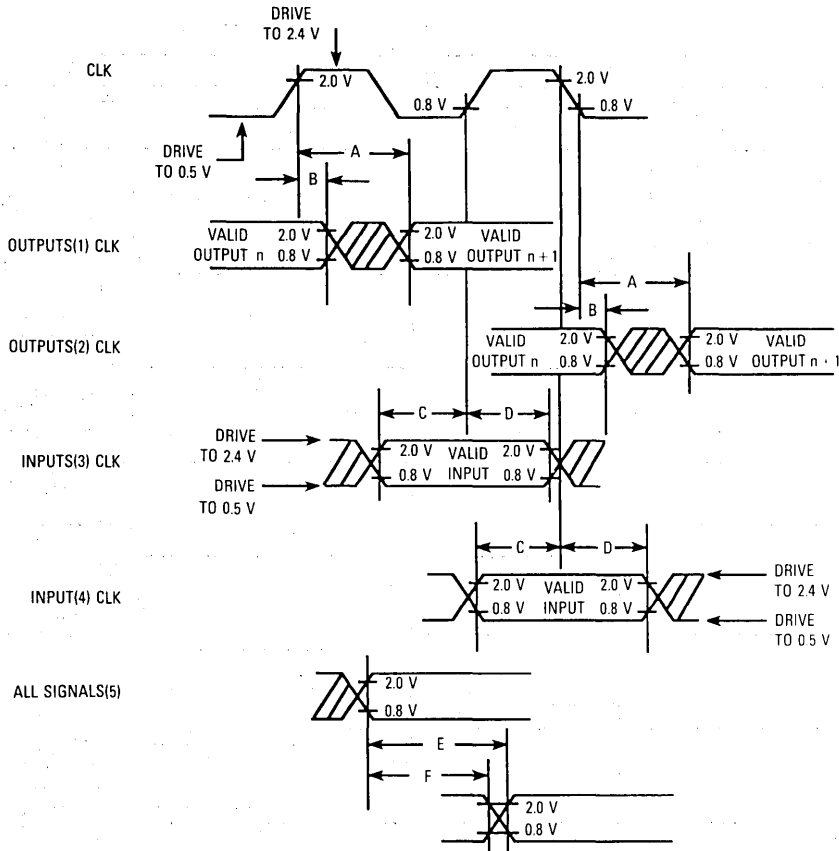 DRIVE
TO 2.4 V
CLK
2.0 V
0.8 V
2.0 V
0.8 V
DRIVE
TO 0.5 V
A
B
OUTPUTS(1) CLK
VALID
OUTPUT n
2.0 V
0.8 V
2.0 V
0.8 V
VALID
OUTPUT n + 1
A
B
OUTPUTS(2) CLK
VALID
OUTPUT n
2.0 V
0.8 V
2.0 V
0.8 V
VALID
OUTPUT n · 1
C
D
INPUTS(3) CLK
DRIVE
TO 2.4 V
DRIVE
TO 0.5 V
2.0 V
0.8 V
VALID
INPUT
2.0 V
0.8 V
C
D
INPUT(4) CLK
2.0 V
0.8 V
VALID
INPUT
2.0 V
0.8 V
DRIVE
TO 2.4 V
DRIVE
TO 0.5 V
ALL SIGNALS(5)
2.0 V
0.8 V
E
F
2.0 V
0.8 V